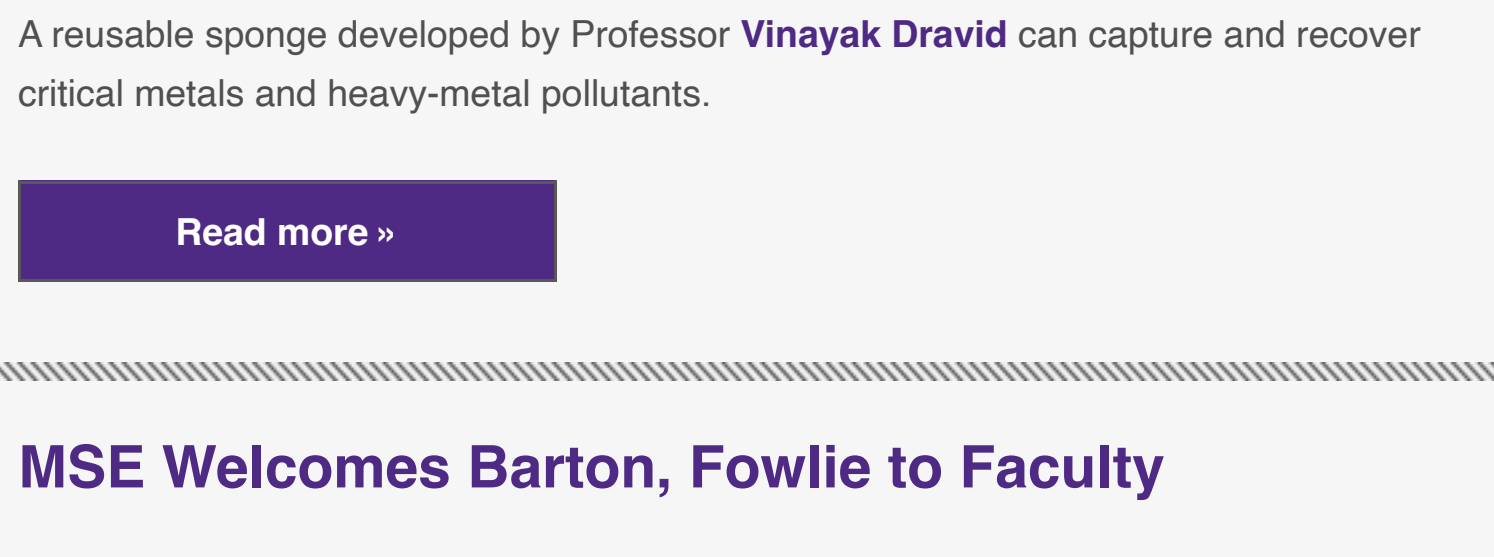 A reusable sponge developed by Professor Vinayak Dravid can capture and recover
critical metals and heavy-metal pollutants.
Read more »
MSE Welcomes Barton, Fowlie to Faculty